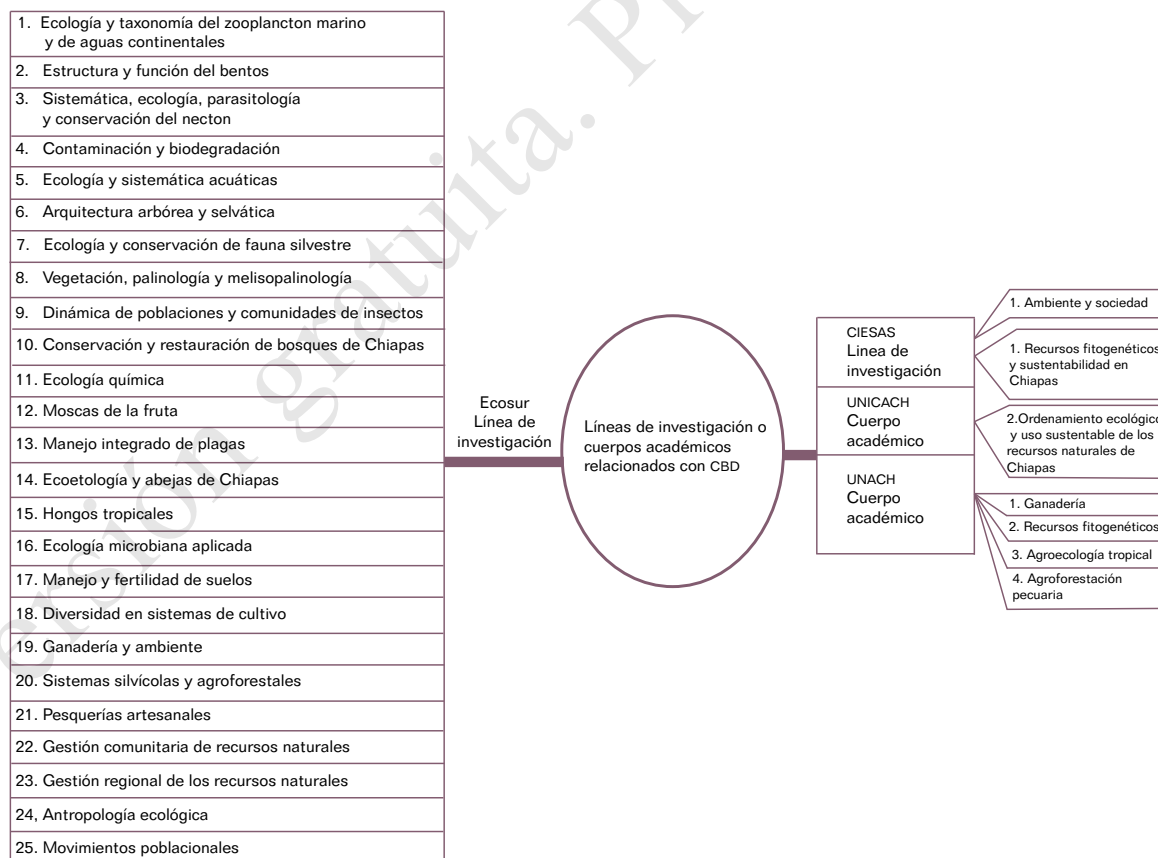 1. Ecología y taxonomía del zooplancton marino
y de aguas continentales
2. Estructura y función del bentos
3. Sistemática, ecología, parasitología
y conservación del necton
4. Contaminación y biodegradación
5. Ecología y sistemática acuáticas
6. Arquitectura arbórea y selvática
7. Ecología y conservación de fauna silvestre
8. Vegetación, palinología y melisopalinología
9. Dinámica de poblaciones y comunidades de insectos
10. Conservación y restauración de bosques de Chiapas
11. Ecología química
12. Moscas de la fruta
13. Manejo integrado de plagas
14. Ecoetología y abejas de Chiapas
15. Hongos tropicales
16. Ecología microbiana aplicada
17. Manejo y fertilidad de suelos
18. Diversidad en sistemas de cultivo
19. Ganadería y ambiente
20. Sistemas silvícolas y agroforestales
21. Pesquerías artesanales
22. Gestión comunitaria de recursos naturales
23. Gestión regional de los recursos naturales
24, Antropología ecológica
25. Movimientos poblacionales
Ecosur
Línea de
investigación
Líneas de investigación o
cuerpos académicos
relacionados con CBD
CIESAS
Linea de
investigación
UNICACH
Cuerpo
académico
UNACH
Cuerpo
académico
1. Ambiente y sociedad
1. Recursos fitogenéticos
y sustentabilidad en
Chiapas
2.Ordenamiento ecológico
y uso sustentable de los
recursos naturales de
Chiapas
1. Ganadería
2. Recursos fitogenéticos
3. Agroecología tropical
4. Agroforestación
pecuaria
ersión gratuita. Pr